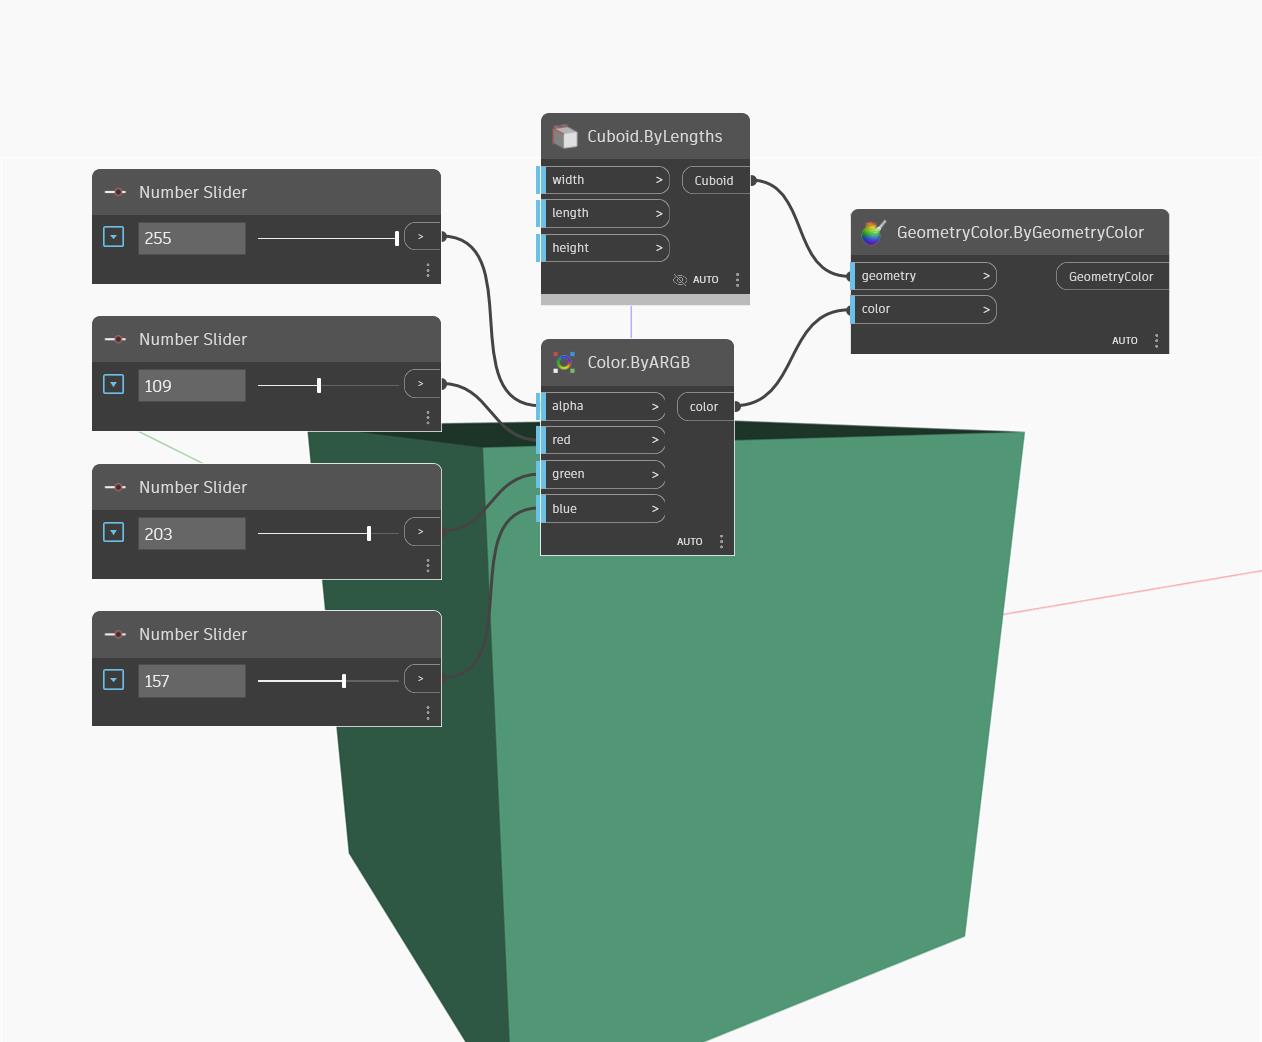 Cuboid.ByLengths
width >
Cuboid
length >
height >
AUTO
Number Slider
255
>
GeometryColor.ByGeometryColor
geometry >
GeometryColor
color >
AUTO
Number Slider
109
>
Color.ByARGB
alpha >
color
red >
green >
blue >
AUTO
Number Slider
203
>
Number Slider
157
>